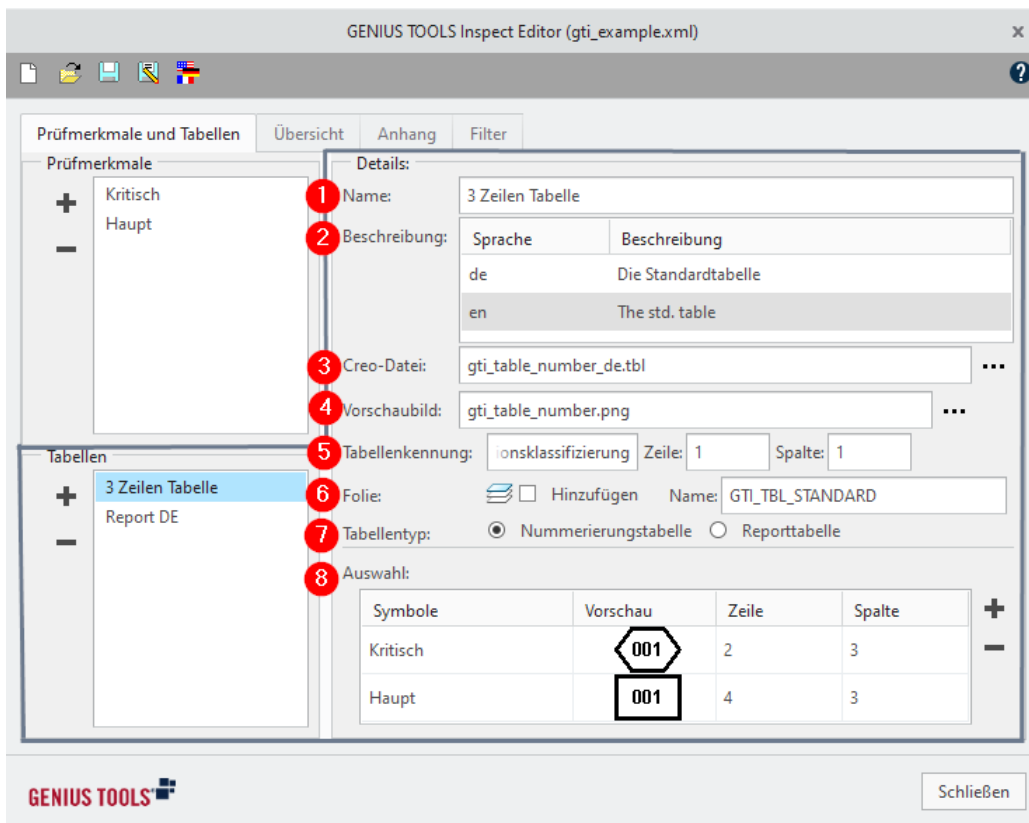 GENIUS TOOLS Inspect Editor (gti_example.xml)
Prüfmerkmale und Tabellen Übersicht Anhang Filter
Prüfmerkmale
Kritisch
Haupt
Tabellen
3 Zeilen Tabelle
Report DE
Details:
1 Name: 3 Zeilen Tabelle
2 Beschreibung: Sprache Beschreibung
de Die Standardtabelle
en The std. table
3 Creo-Datei: gti_table_number_de.tbl ...
4 Vorschaubild: gti_table_number.png ...
5 Tabellenkennung: ionsklassifizierung Zeile: 1 Spalte: 1
6 Folie: Hinzufügen Name: GTI_TBL_STANDARD
7 Tabellentyp: Nummerierungstabelle Reporttabelle
8 Auswahl:
Symbole Vorschau Zeile Spalte
Kritisch 001 2 3
Haupt 001 4 3
GENIUS TOOLS
Schließen